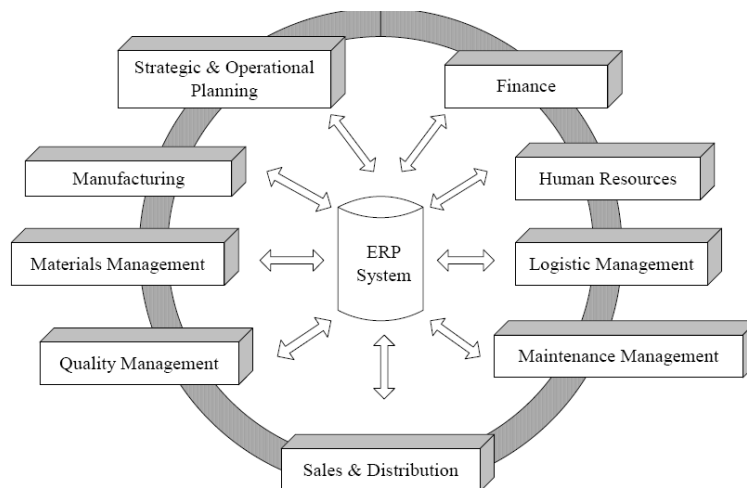 Strategic & Operational
Planning
Finance
Manufacturing
Human Resources
ERP
System
Materials Management
Logistic Management
Quality Management
Maintenance Management
Sales & Distribution